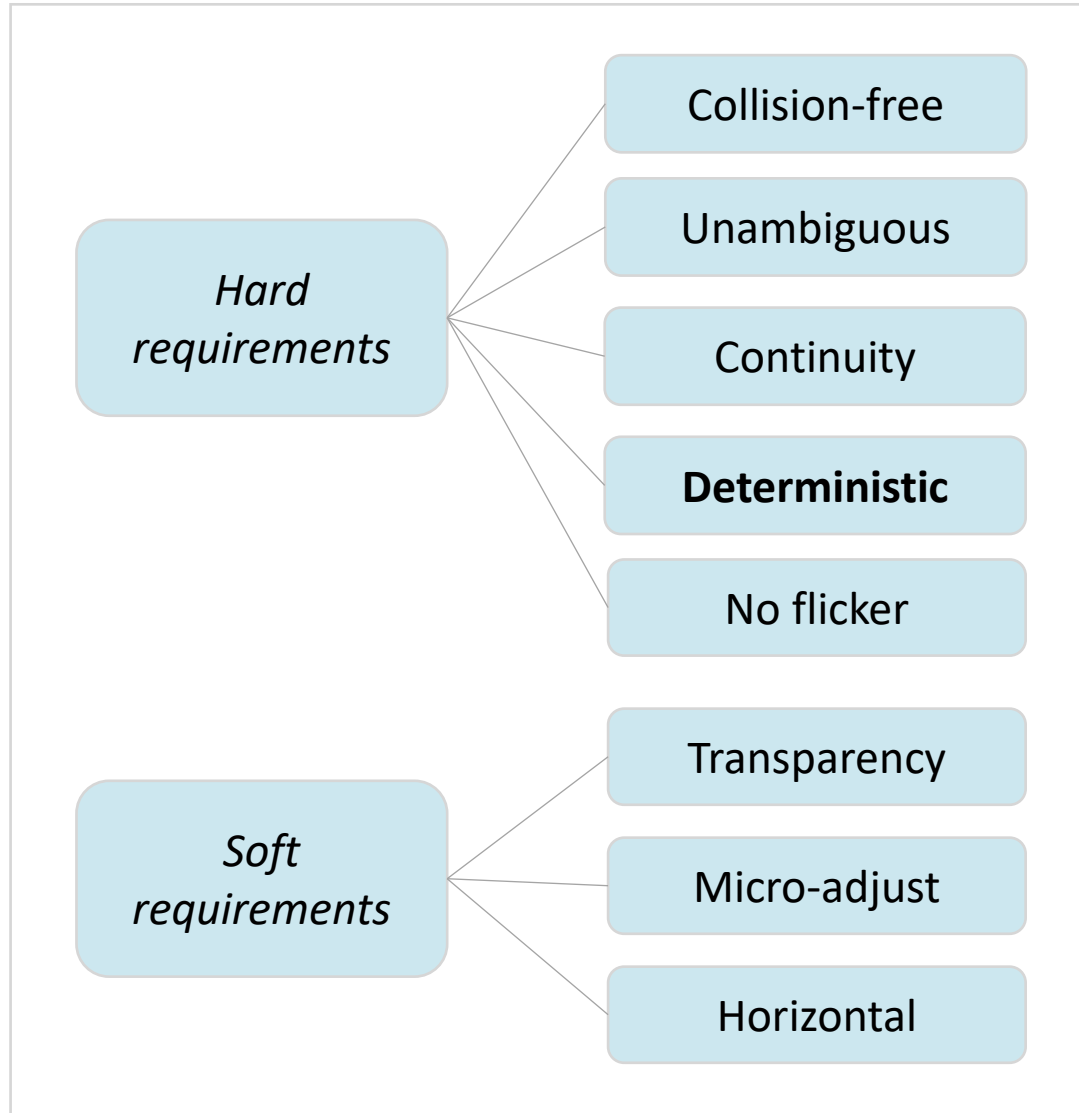 Hard
requirements
Collision-free
Unambiguous
Continuity
Deterministic
No flicker
Soft
requirements
Transparency
Micro-adjust
Horizontal